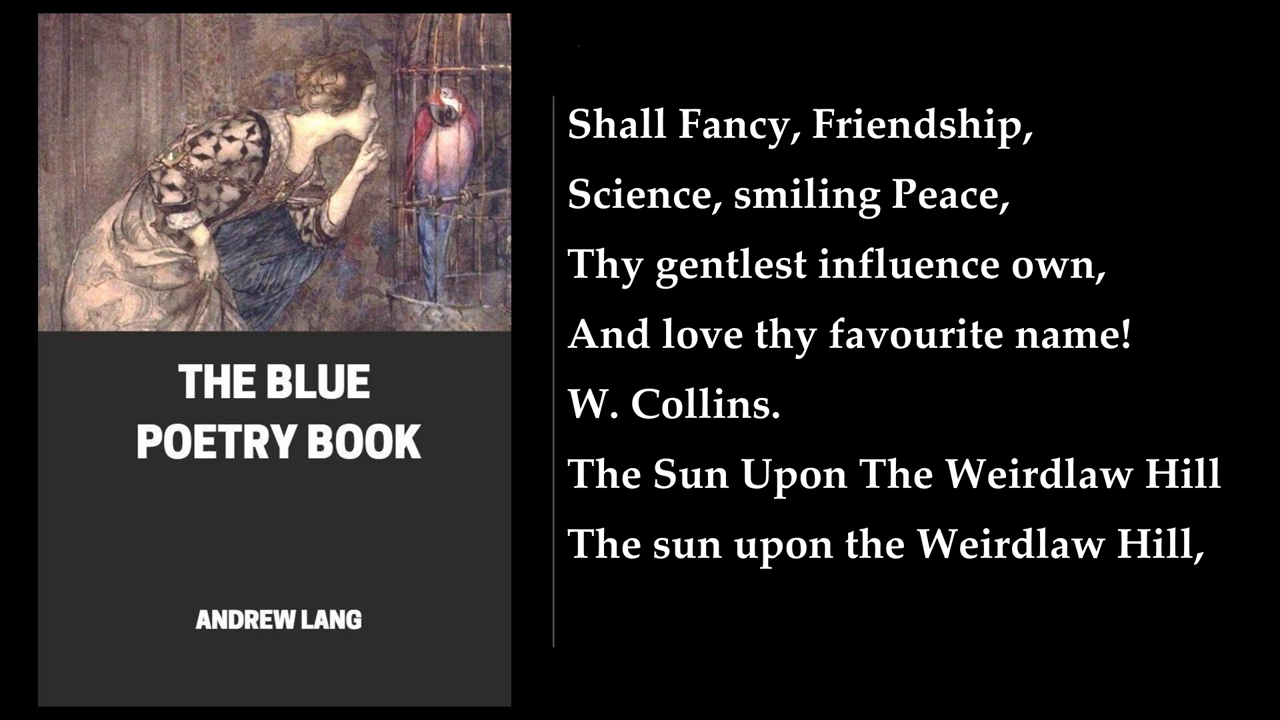 THE BLUE
POETRY BOOK
ANDREW LANG
Shall Fancy, Friendship,
Science, smiling Peace,
Thy gentlest influence own,
And love thy favourite name!
W. Collins.
The Sun Upon The Weirdlaw Hill
The sun upon the Weirdlaw Hill,